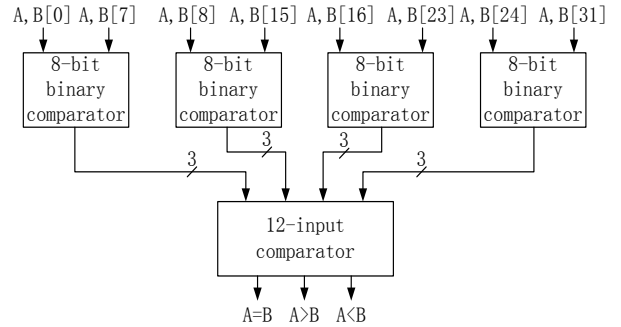 A,B[0] A,B[7] A,B[8] A,B[15] A,B[16] A,B[23] A,B[24] A,B[31]
8-bit binary comparator
8-bit binary comparator
8-bit binary comparator
8-bit binary comparator
3
3
3
3
12-input
comparator
A=B A>B A<B